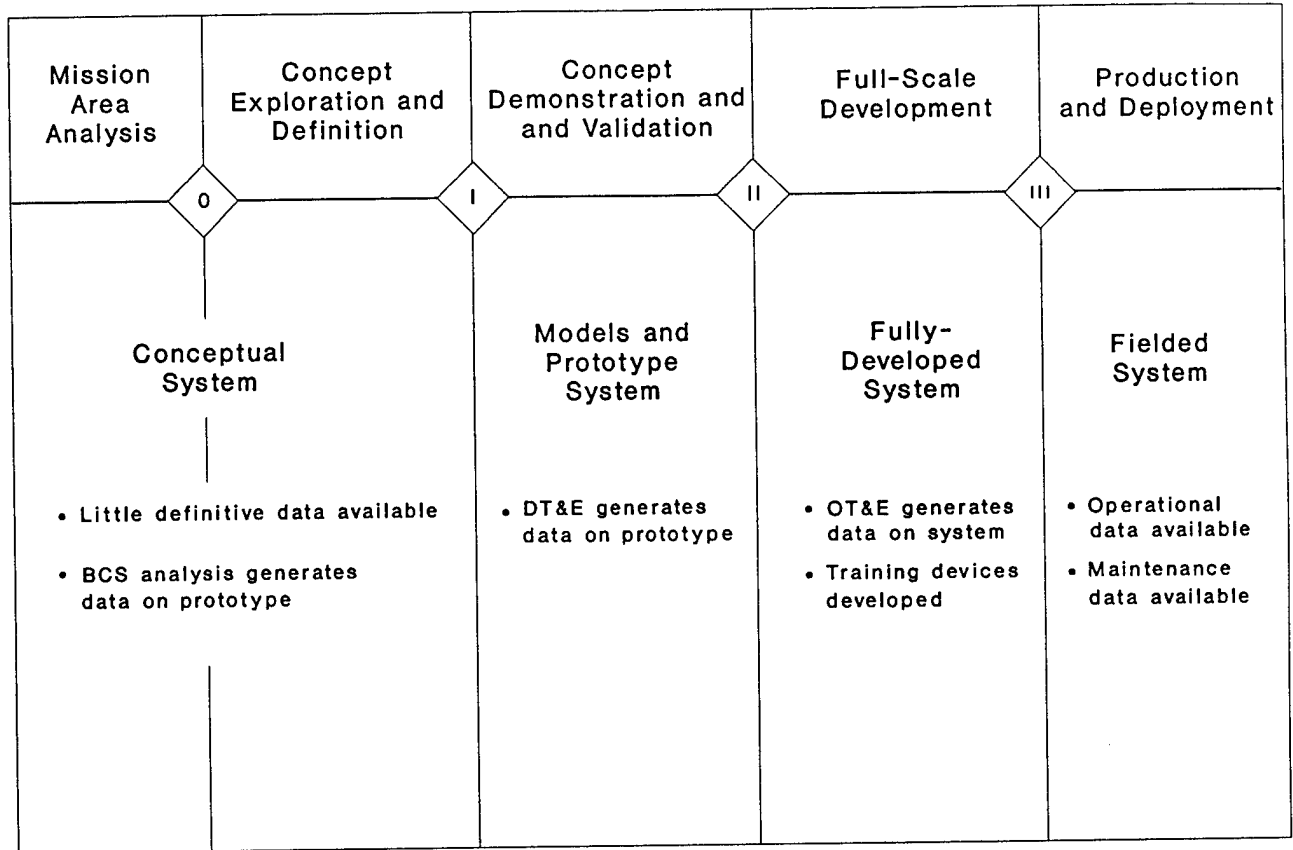 Mission
Area
Analysis
Concept
Exploration and
Definition
Concept
Demonstration and
and Validation
Full-Scale
Development
Production
and Deployment
0
I
II
III
Conceptual
System
Models and
Prototype
System
Fully-
Developed
System
Fielded
System
• Little definitive data available
• BCS analysis generates
data on prototype
• DT&E generates
data on prototype
• OT&E generates
data on system
• Training devices
developed
• Operational
data available
• Maintenance
data available